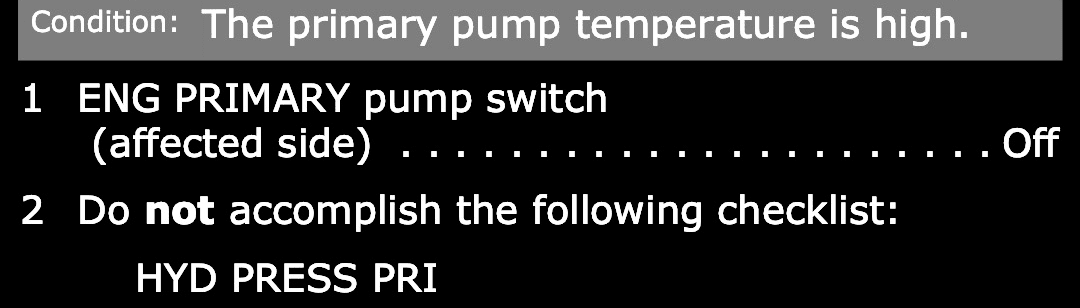 Condition: The primary pump temperature is high.
1 ENG PRIMARY pump switch
(affected side) . . . . . . . . . . . . . . . . . . . . . . Off
2 Do not accomplish the following checklist:
HYD PRESS PRI